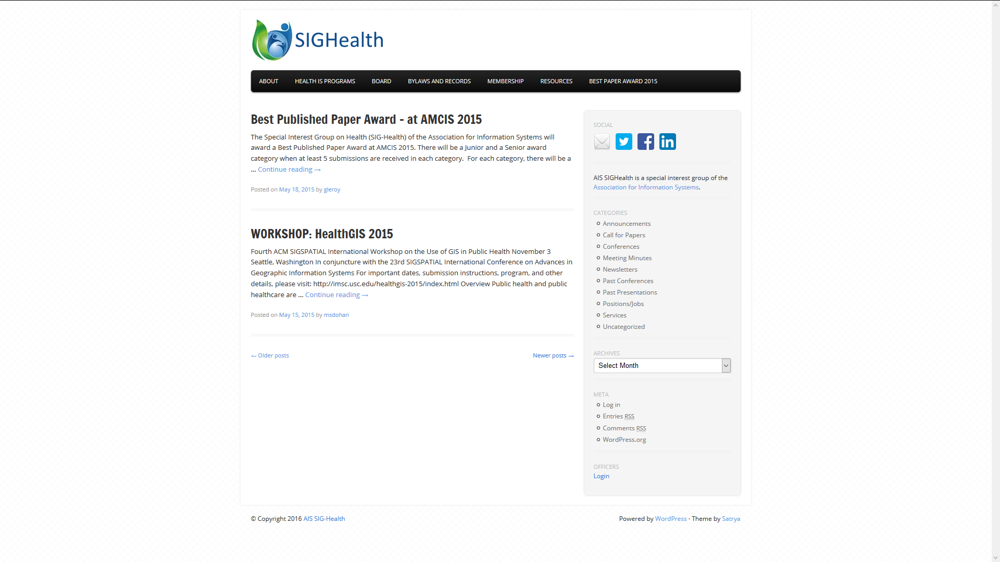 SIGHealth
ABOUT HEALTH IS PROGRAMS BOARD BYLAWS AND RECORDS MEMBERSHIP RESOURCES BEST PAPER AWARD 2015
Best Published Paper Award – at AMCIS 2015
The Special Interest Group on Health (SIG-Health) of the Association for Information Systems will
award a Best Published Paper Award at AMCIS 2015. There will be a Junior and a Senior award
category when at least 5 submissions are received in each category.  For each category, there will be a
... Continue reading →
Posted on May 18, 2015 by gleroy
WORKSHOP: HealthGIS 2015
Fourth ACM SIGSPATIAL International Workshop on the Use of GIS in Public Health November 3
Seattle, Washington In conjuncture with the 23rd SIGSPATIAL International Conference on Advances in
Geographic Information Systems For important dates, submission instructions, program, and other
details, please visit: http://imsc.usc.edu/healthgis-2015/index.html Overview Public health and public
healthcare are ... Continue reading →
Posted on May 15, 2015 by msdohan
← Older posts
Newer posts →
SOCIAL
AIS SIGHealth is a special interest group of the
Association for Information Systems.
CATEGORIES
Announcements
Call for Papers
Conferences
Meeting Minutes
Newsletters
Past Conferences
Past Presentations
Positions/Jobs
Services
Uncategorized
ARCHIVES
Select Month
META
Log in
Entries RSS
Comments RSS
WordPress.org
OFFICERS
Login
© Copyright 2016 AIS SIG-Health
Powered by WordPress · Theme by Satrya